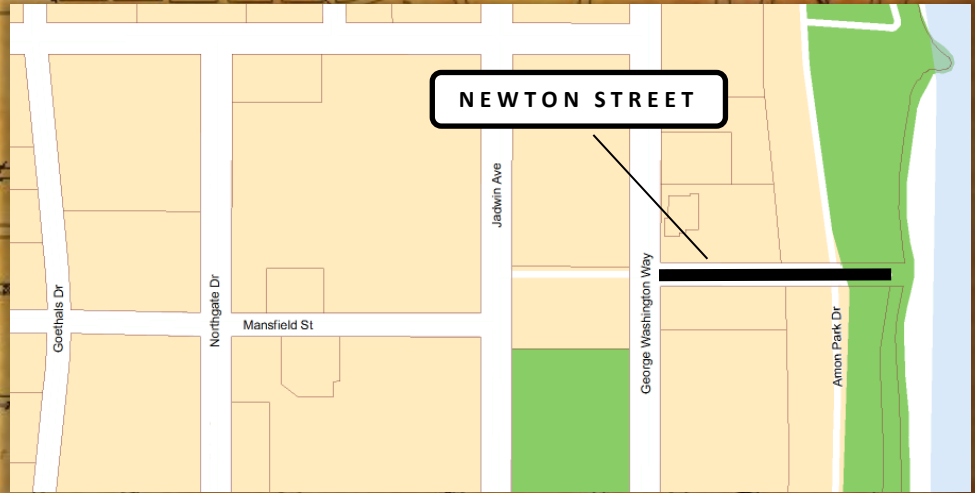 NEWTON STREET
Jadwin Ave
George Washington Way
Northgate Dr
Goethals Dr
Mansfield St
Amon Park Dr